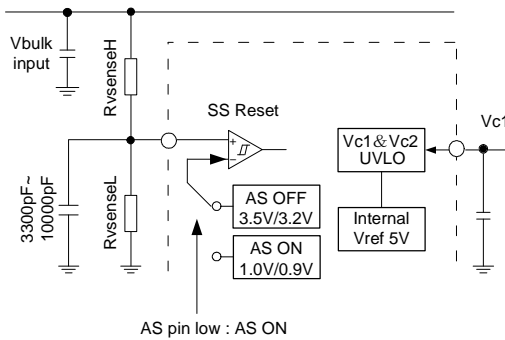 Vbulk
input
RvsenseH
SS Reset
Vc1
+
−
Vc1&Vc2
UVLO
3300pF~
10000pF
RvsenseL
AS OFF
3.5V/3.2V
Internal
Vref 5V
AS ON
1.0V/0.9V
AS pin low : AS ON